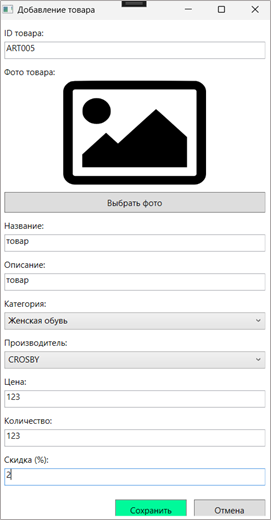 Добавление товара
ID товара:
ART005
Фото товара:
Выбрать фото
Название:
товар
Описание:
товар
Категория:
Женская обувь
Производитель:
CROSBY
Цена:
123
Количество:
123
Скидка (%):
2
Сохранить
Отмена